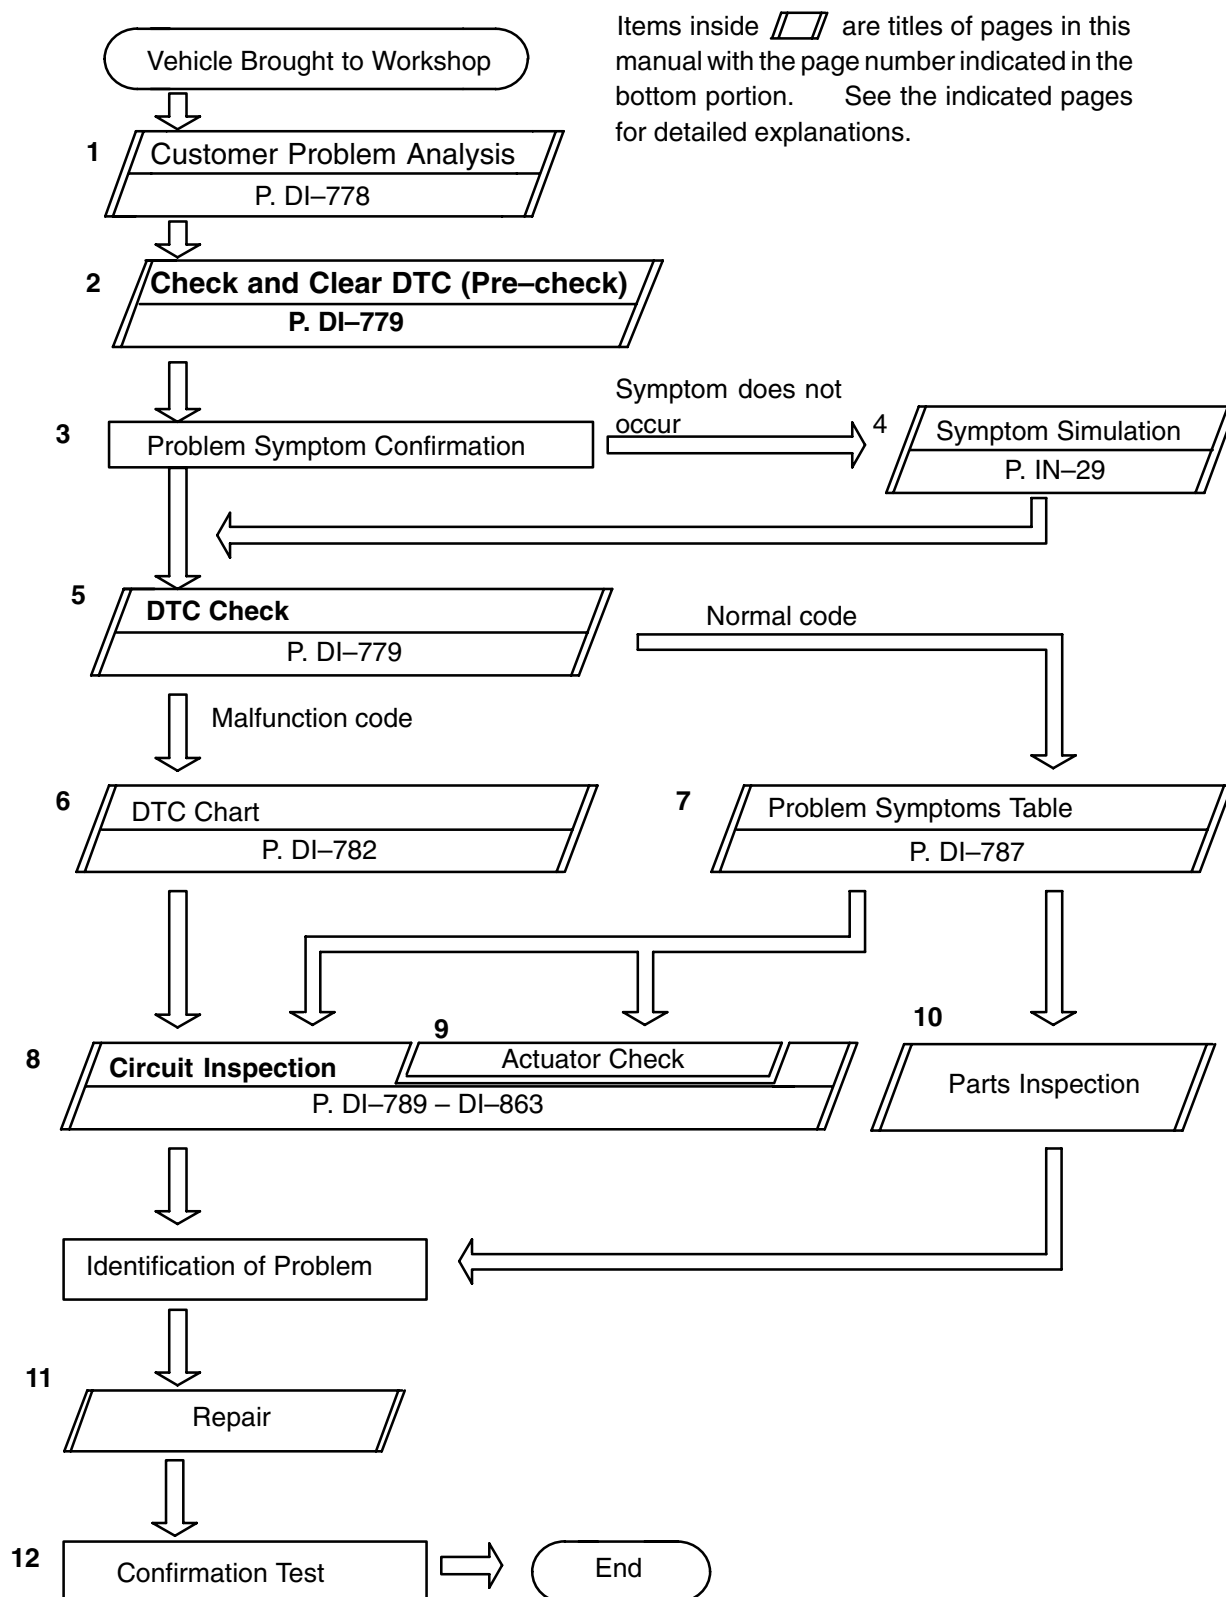 Vehicle Brought to Workshop
Items inside are titles of pages in this
manual with the page number indicated in the
bottom portion. See the indicated pages
for detailed explanations.
1
Customer Problem Analysis
P. DI–778
2
Check and Clear DTC (Pre–check)
P. DI–779
3
Problem Symptom Confirmation
Symptom does not
occur
4
Symptom Simulation
P. IN–29
5
DTC Check
P. DI–779
Normal code
Malfunction code
6
DTC Chart
P. DI–782
7
Problem Symptoms Table
P. DI–787
8
Circuit Inspection
9
Actuator Check
P. DI–789 – DI–863
10
Parts Inspection
Identification of Problem
11
Repair
12
Confirmation Test
End